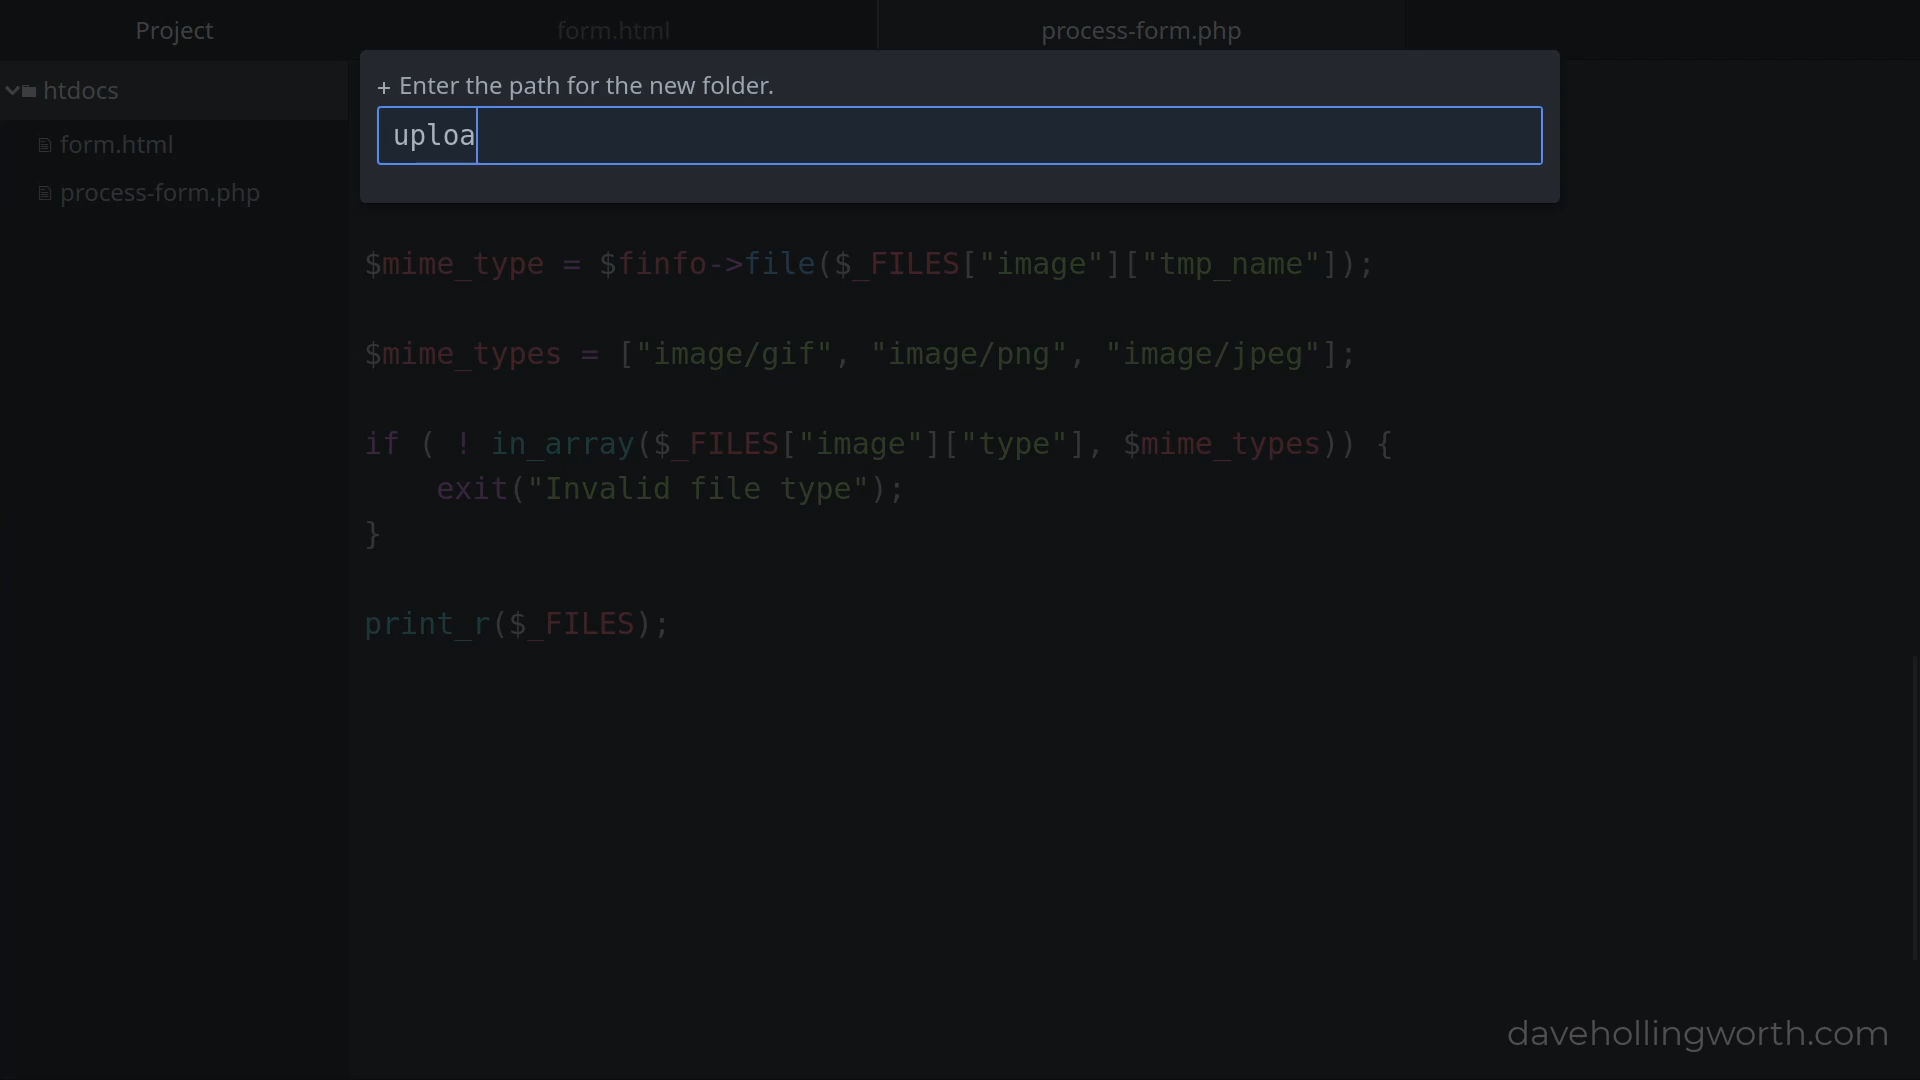 Project
form.html
process-form.php
htdocs
form.html
process-form.php
+ Enter the path for the new folder.
uploa
$mime_type = $finfo->file($_FILES["image"]["tmp_name"]);
$mime_types = ["image/gif", "image/png", "image/jpeg"];
if ( ! in_array($_FILES["image"]["type"], $mime_types)) {
    exit("Invalid file type");
}
print_r($_FILES);
davehollingworth.com